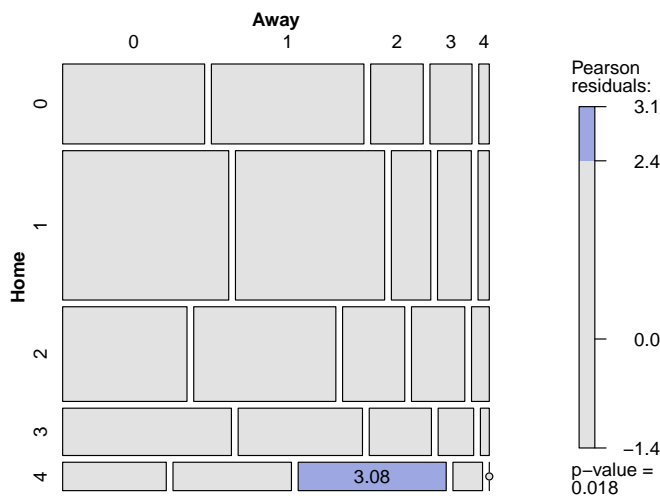 Away
0 1 2 3 4
Home
0
1
2
3
4
3.08
Pearson
residuals:
3.1
2.4
0.0
−1.4
p−value =
0.018